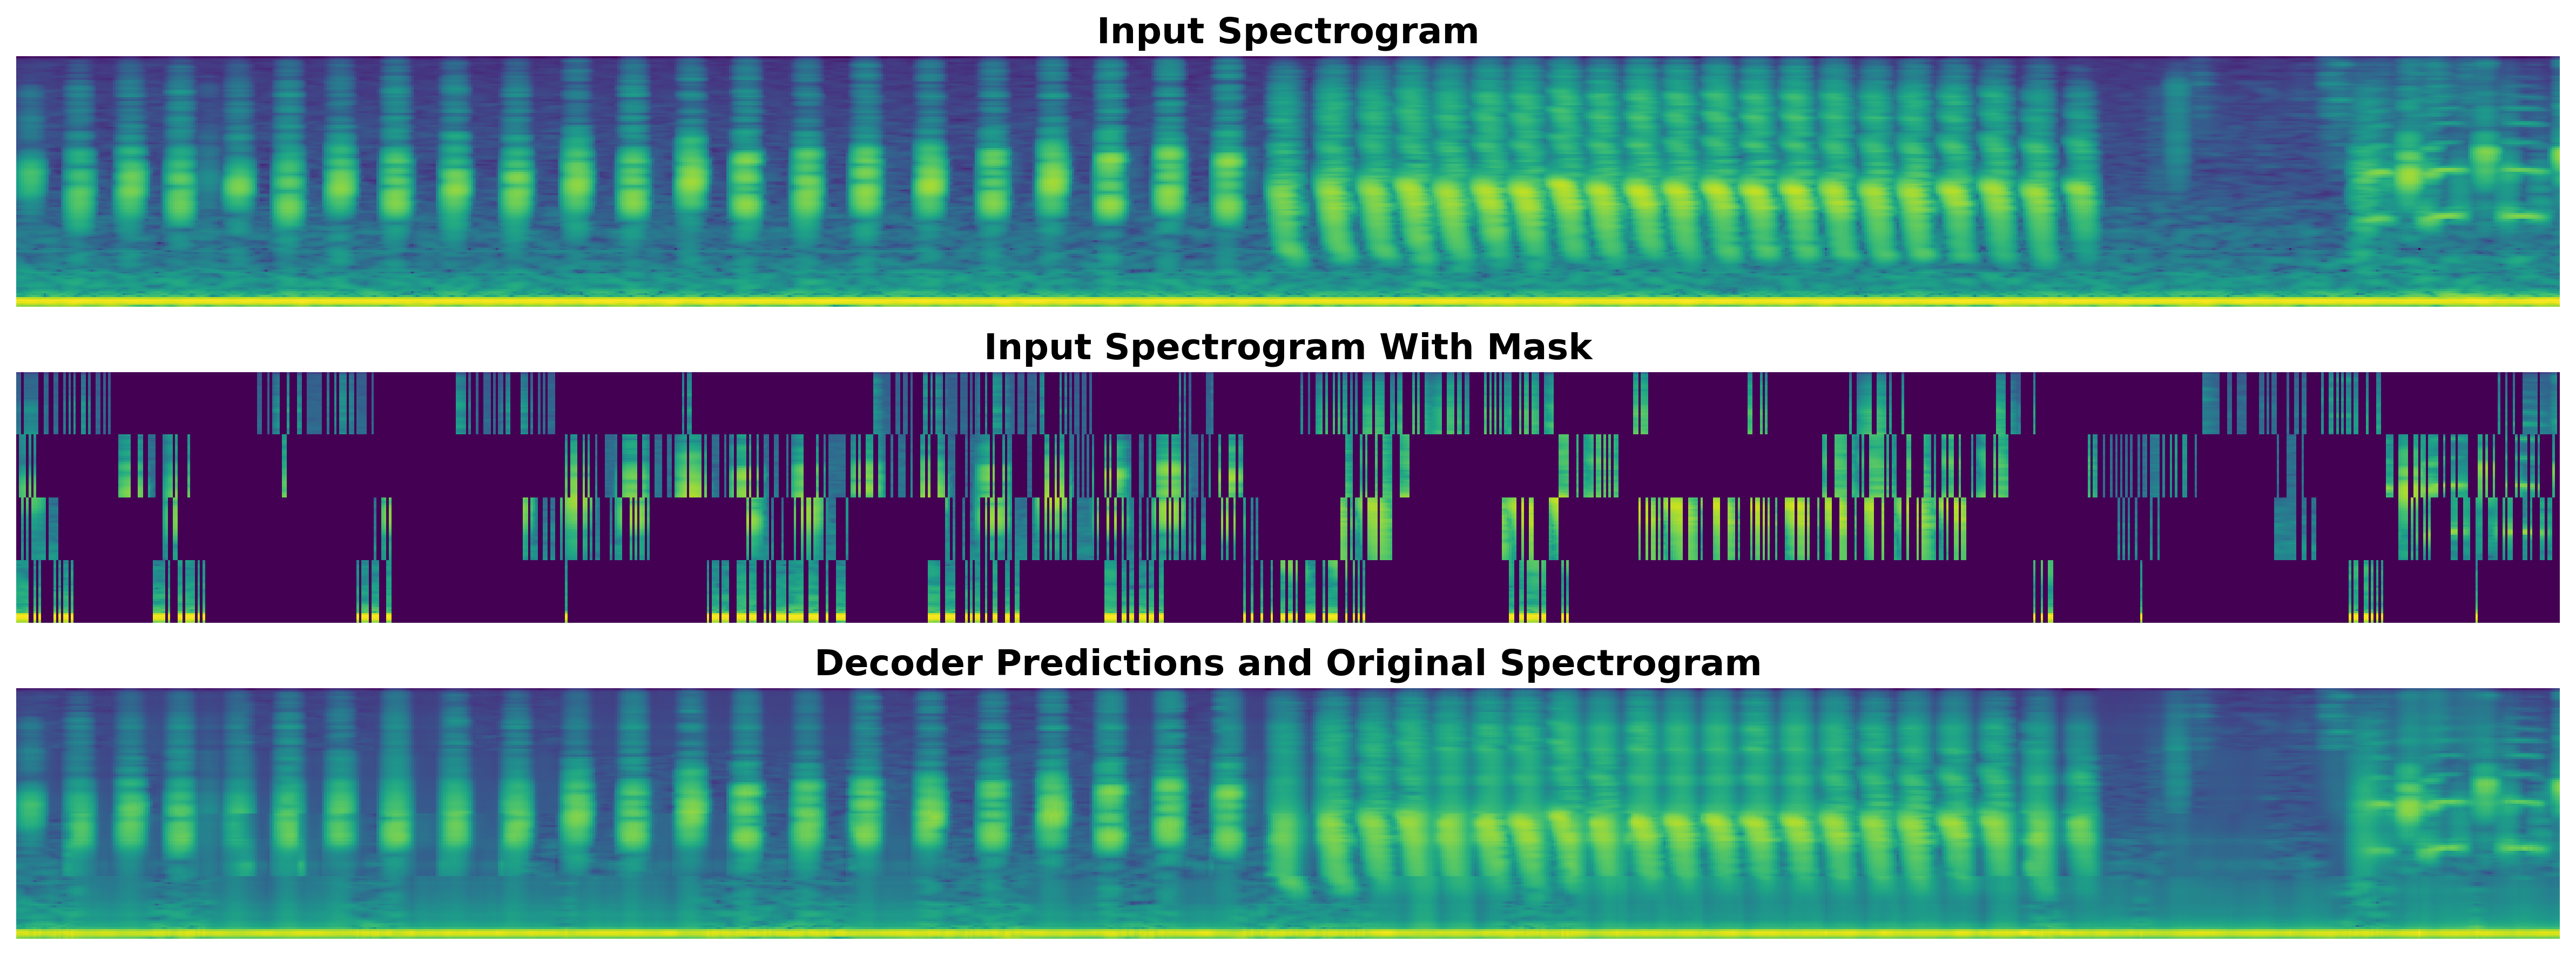 Input Spectrogram
Input Spectrogram With Mask
Decoder Predictions and Original Spectrogram